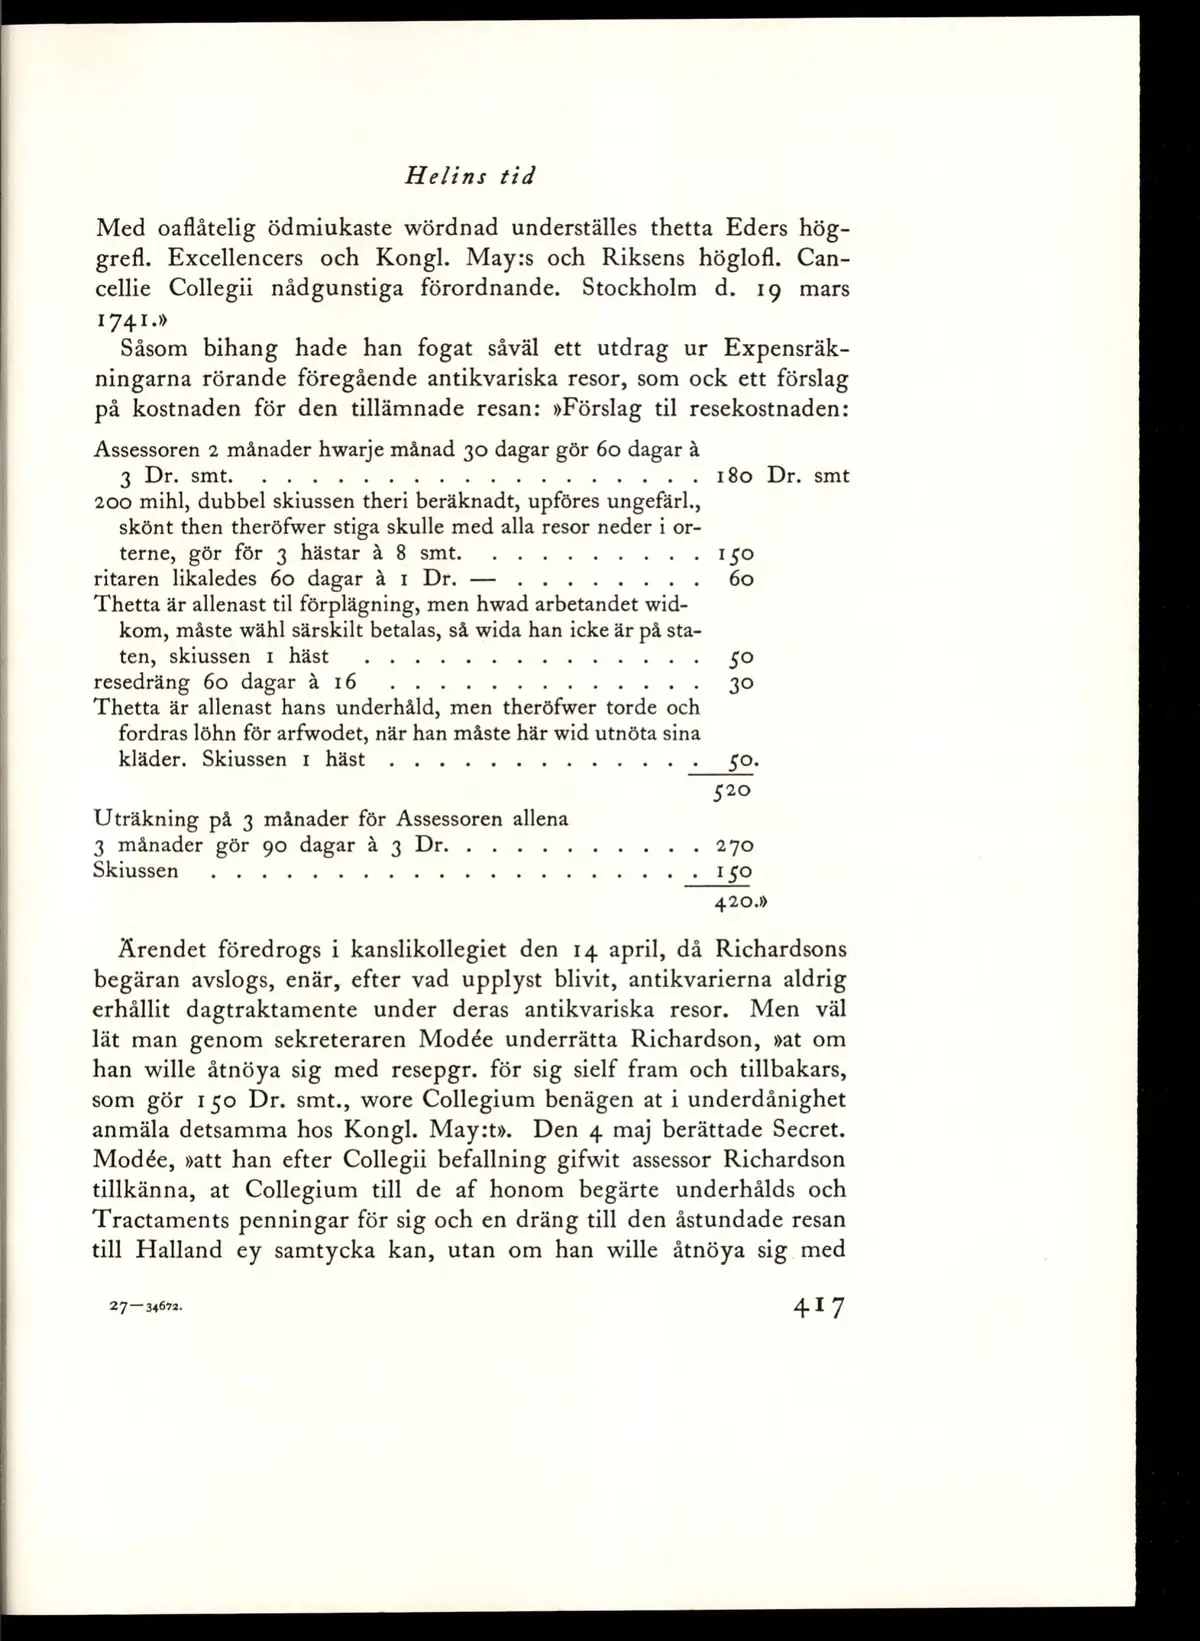 Helins tid
Med oaflåtelig ödmiukaste wördnad underställes thetta Eders hög-
grefl. Excellencers och Kongl. May:s och Riksens höglofl. Can-
cellie Collegii nådgunstiga förordnande. Stockholm d. 19 mars
1741.»
Såsom bihang hade han fogat såväl ett utdrag ur Expensräk-
ningarna rörande föregående antikvariska resor, som ock ett förslag
på kostnaden för den tillämnade resan: »Förslag til resekostnaden:
Assessoren 2 månader hwarje månad 30 dagar gör 60 dagar à
3 Dr. smt. . . . . . . . . . . . . . . . . . . 180 Dr. smt
200 mihl, dubbel skiussen theri beräknadt, upföres ungefärl.,
skönt then theröfwer stiga skulle med alla resor neder i or-
terne, gör för 3 hästar à 8 smt. . . . . . . . . . 150
ritaren likaledes 60 dagar à 1 Dr. — . . . . . . . . 60
Thetta är allenast til förplägning, men hwad arbetandet wid-
kom, måste wähl särskilt betalas, så wida han icke är på sta-
ten, skiussen 1 häst . . . . . . . . . . . . . . 50
resedräng 60 dagar à 16 . . . . . . . . . . . . . 30
Thetta är allenast hans underhåld, men theröfwer torde och
fordras löhn för arfwodet, när han måste här wid utnöta sina
kläder. Skiussen 1 häst . . . . . . . . . . . . . 50.
520
Uträkning på 3 månader för Assessoren allena
3 månader gör 90 dagar à 3 Dr. . . . . . . . . . . 270
Skiussen . . . . . . . . . . . . . . . . . . . . 150
420.»
Ärendet föredrogs i kanslikollegiet den 14 april, då Richardsons
begäran avslogs, enär, efter vad upplyst blivit, antikvarierna aldrig
erhållit dagtraktamente under deras antikvariska resor. Men väl
lät man genom sekreteraren Modée underrätta Richardson, »at om
han wille åtnöya sig med resepgr. för sig sielf fram och tillbakars,
som gör 150 Dr. smt., wore Collegium benägen at i underdånighet
anmäla detsamma hos Kongl. May:t». Den 4 maj berättade Secret.
Modée, »att han efter Collegii befallning gifwit assessor Richardson
tillkänna, at Collegium till de af honom begärte underhålds och
Tractaments penningar för sig och en dräng till den åstundade resan
till Halland ey samtycka kan, utan om han wille åtnöya sig med
27—34672.
417